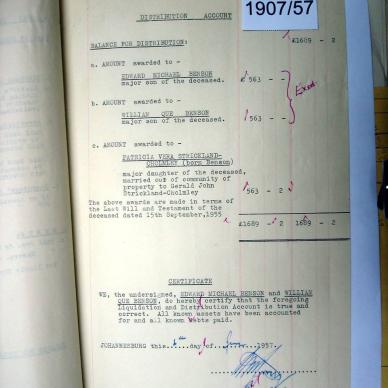 1907/57
DISTRIBUTION ACCOUNT
£1689 - 2
BALANCE FOR DISTRIBUTION:
a. AMOUNT awarded to -
EDWARD MICHAEL BENSON
major son of the deceased.
£563 - -
b. AMOUNT awarded to -
WILLIAN QUE BENSON
major son of the deceased.
563 - -
c. AMOUNT awarded to -
PATRICIA VERA STRICKLAND-
CHOLMLEY (born Benson)
major daughter of the deceased,
married out of community of
property to Gerald John
Strickland-Cholmley
563 - 2
The above awards are made in terms
of the Last Will and Testament of the
deceased dated 15th September, 1955
£1689 - 2 1689 - 2
CERTIFICATE
WE, the undersigned, EDWARD MICHAEL BENSON and WILLIAN
QUE BENSON, do hereby certify that the foregoing
Liquidation and Distribution Account is true and
correct. All known assets have been accounted
for and all known debts paid.
JOHANNESBURG this day of 1957.